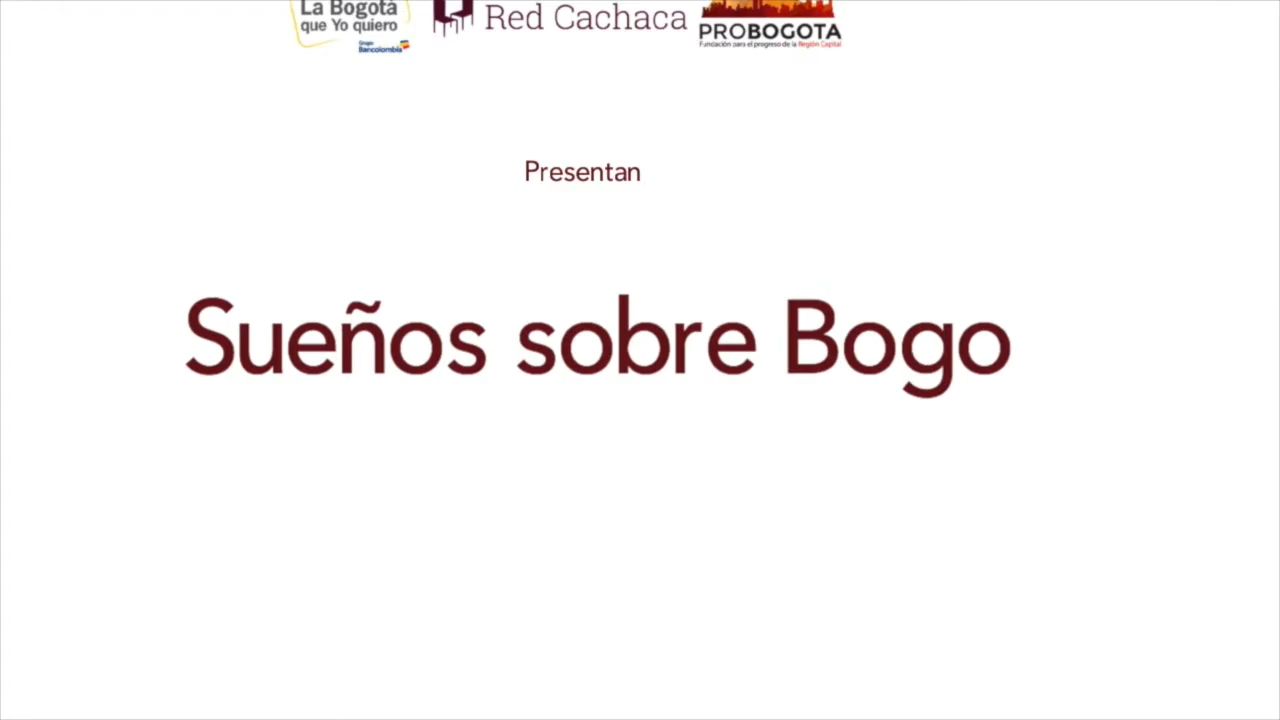 La Bogotá
que Yo quiero
Grupo
Bancolombia
Red Cachaca
PROBOGOTA
Fundación para el progreso de la Región Capital
Presentan
Sueños sobre Bogo